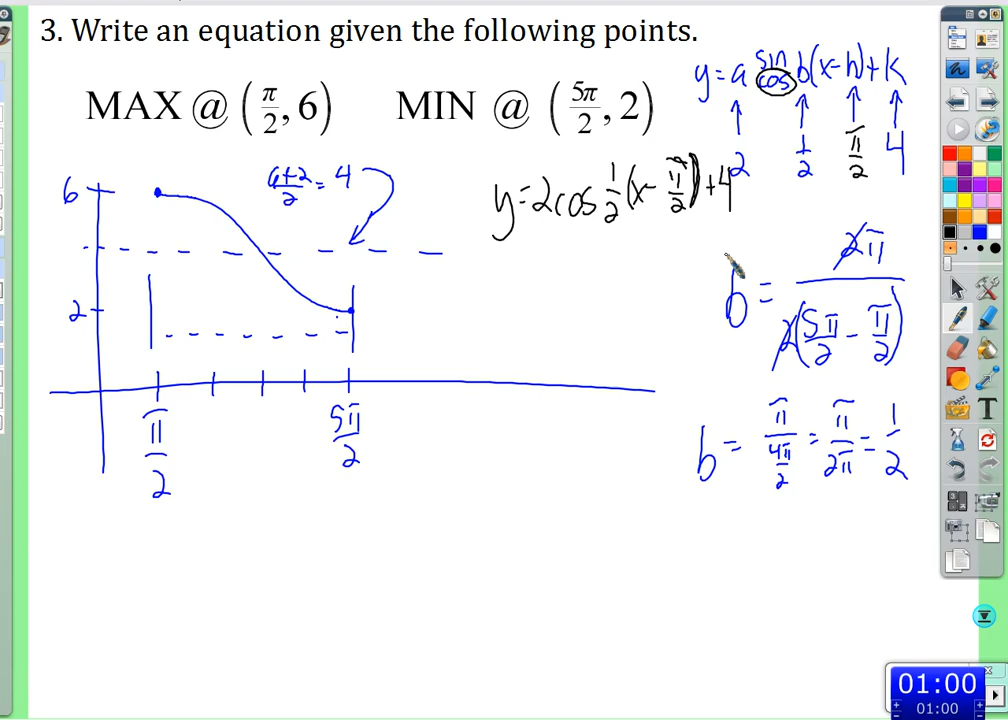 3. Write an equation given the following points.
MAX @ (π/2, 6)   MIN @ (5π/2, 2)
y = a sin cos b(x-h)+k
2   1/2   π/2   4
6+2/2 = 4
y = 2cos 1/2 (x - π/2) + 4
6
2
π/2   5π/2
b = 2π / 2(5π/2 - π/2)
b = π / 4π/2 = π/2π = 1/2
01:00
01:00